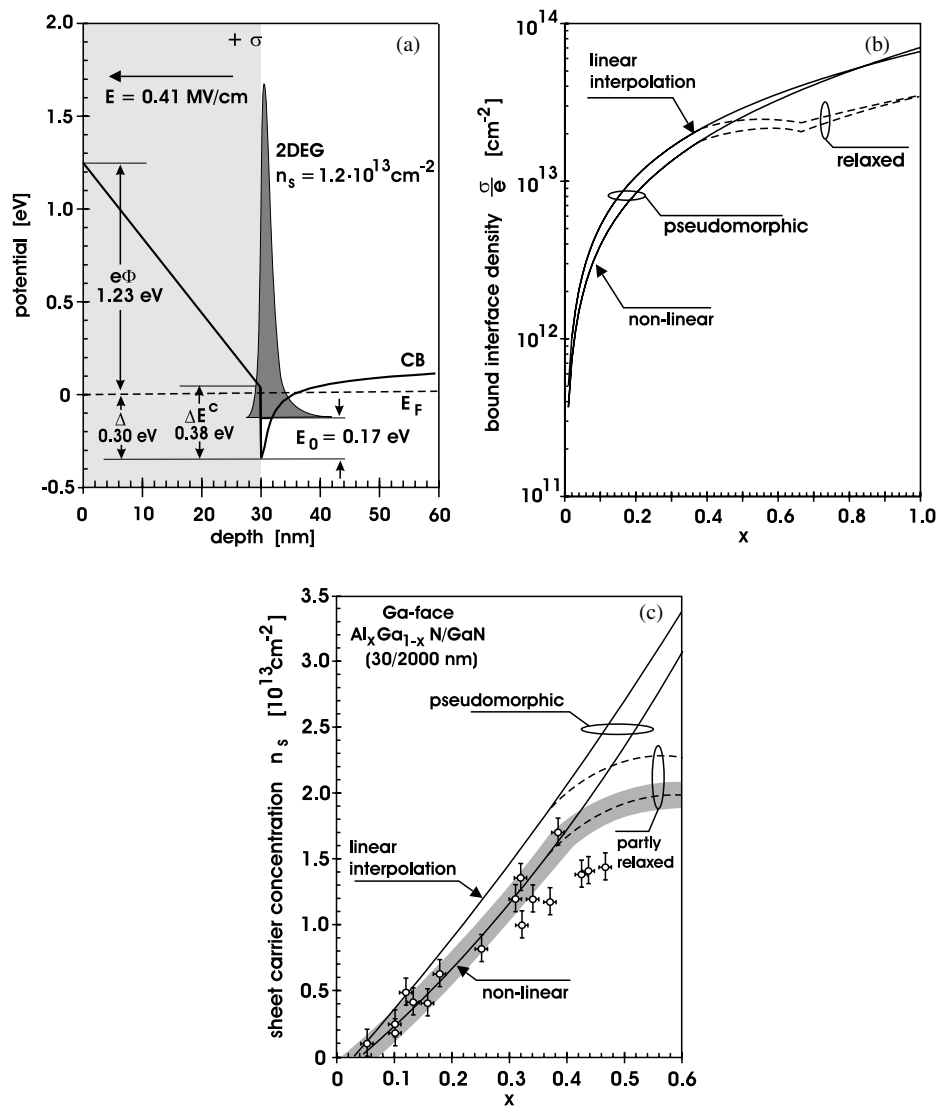 (a)
+ σ
E = 0.41 MV/cm
2DEG
n_s = 1.2·10^13 cm^-2
eΦ
1.23 eV
CB
E_F
Δ
0.30 eV
ΔE^C
0.38 eV
E_0 = 0.17 eV
potential [eV]
2.0
1.5
1.0
0.5
0
-0.5
0 10 20 30 40 50 60
depth [nm]
(b)
linear
interpolation
relaxed
pseudomorphic
non-linear
bound interface density σ/e [cm^-2]
10^14
10^13
10^12
10^11
0 0.2 0.4 0.6 0.8 1.0
x
(c)
Ga-face
Al_xGa_1-x N/GaN
(30/2000 nm)
pseudomorphic
linear
interpolation
partly
relaxed
non-linear
sheet carrier concentration n_s [10^13 cm^-2]
3.5
3.0
2.5
2.0
1.5
1.0
0.5
0
0 0.1 0.2 0.3 0.4 0.5 0.6
x